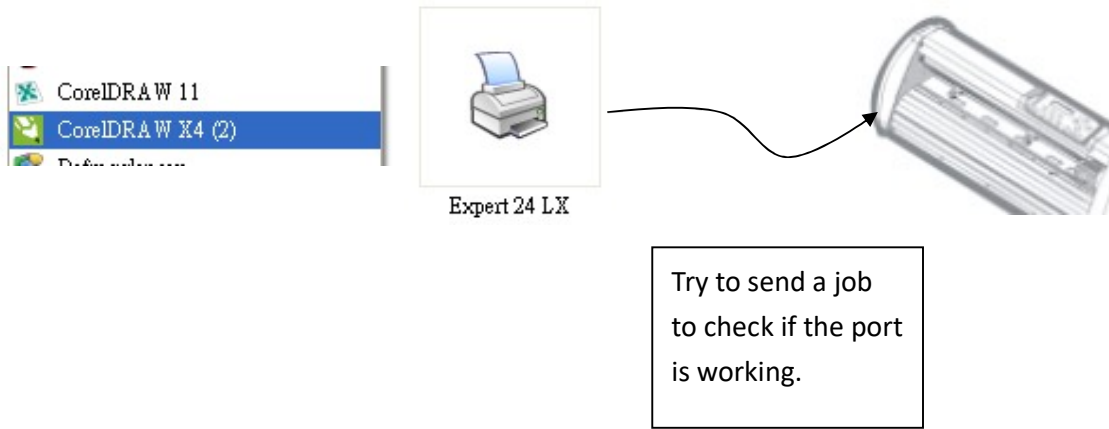 CorelDRAW 11
CorelDRAW X4 (2)
Expert 24 LX
Try to send a job
to check if the port
is working.